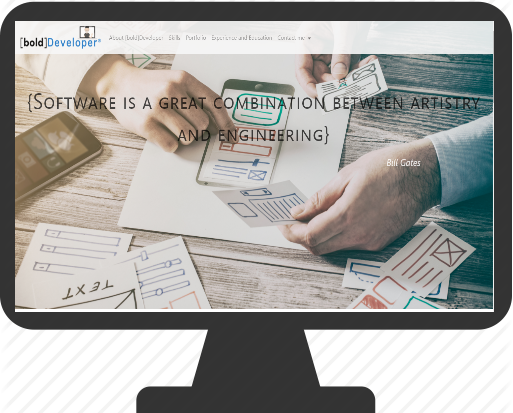 [bold]Developer®
About [bold]Developer Skills Portfolio Experience and Education Contact me
{Software is a great combination between artistry
and engineering}
Bill Gates
TEXT